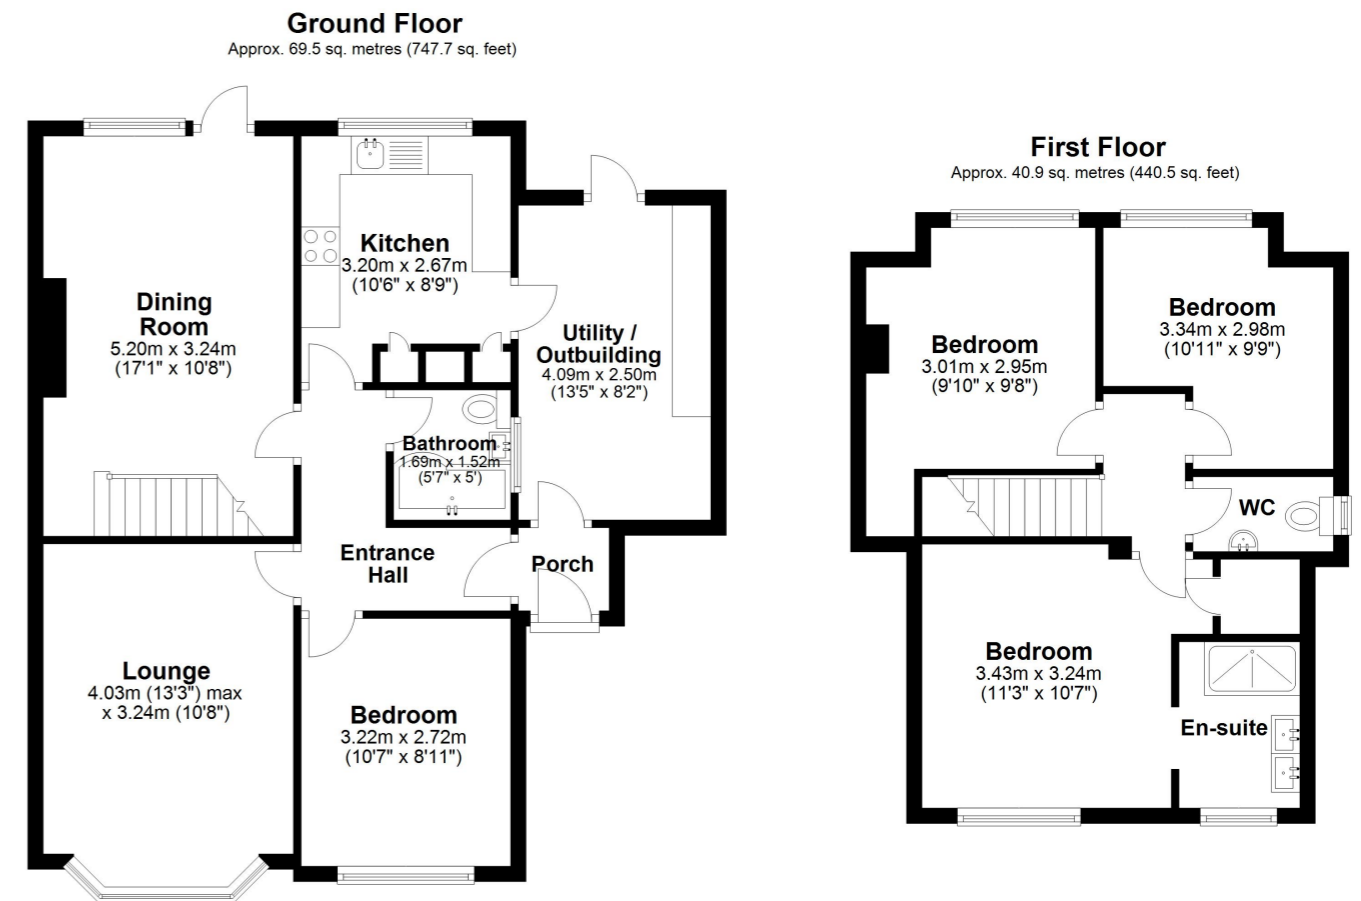 Ground Floor
Approx. 69.5 sq. metres (747.7 sq. feet)
Dining
Room
5.20m x 3.24m
(17'1" x 10'8")
Kitchen
3.20m x 2.67m
(10'6" x 8'9")
Utility /
Outbuilding
4.09m x 2.50m
(13'5" x 8'2")
Bathroom
1.69m x 1.52m
(5'7" x 5')
Entrance
Hall
Porch
Lounge
4.03m (13'3") max
x 3.24m (10'8")
Bedroom
3.22m x 2.72m
(10'7" x 8'11")
First Floor
Approx. 40.9 sq. metres (440.5 sq. feet)
Bedroom
3.01m x 2.95m
(9'10" x 9'8")
Bedroom
3.34m x 2.98m
(10'11" x 9'9")
WC
Bedroom
3.43m x 3.24m
(11'3" x 10'7")
En-suite